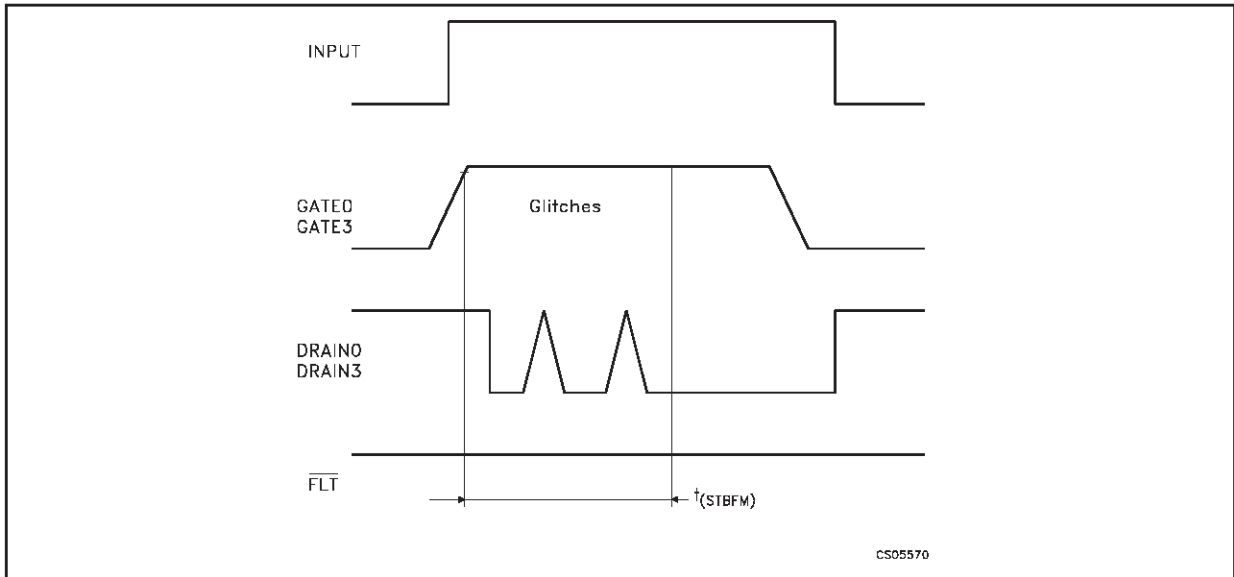 INPUT
GATE0
GATE3
Glitches
DRAIN0
DRAIN3
FLT
t(STBFM)
CS05570